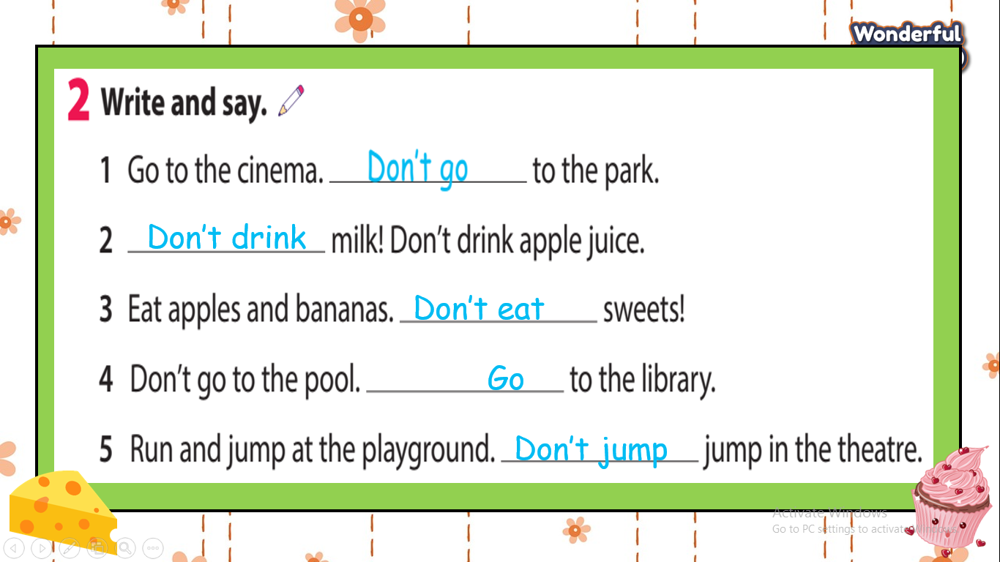 Wonderful
2 Write and say.
1 Go to the cinema. Don't go to the park.
2 Don't drink milk! Don't drink apple juice.
3 Eat apples and bananas. Don't eat sweets!
4 Don't go to the pool. Go to the library.
5 Run and jump at the playground. Don't jump jump in the theatre.
Activate Windows
Go to PC settings to activate Windows.